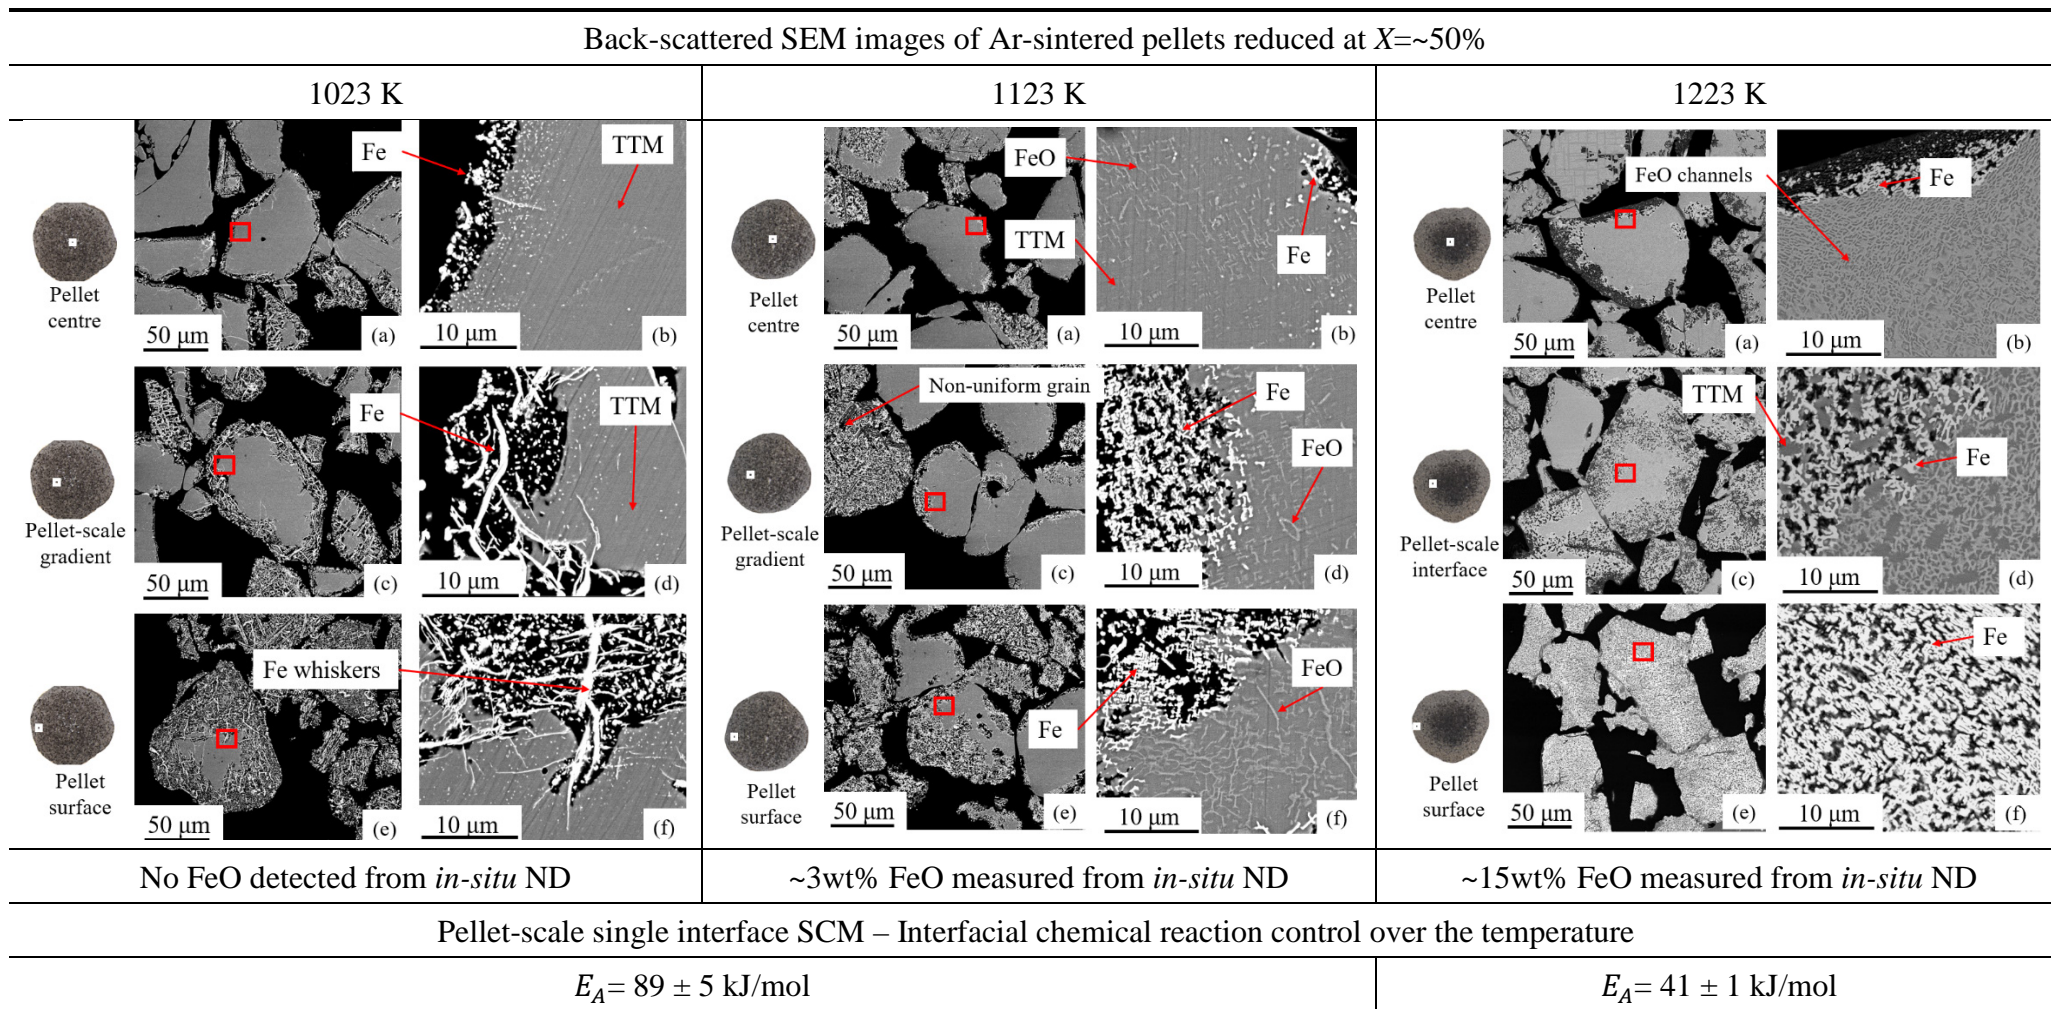 Back-scattered SEM images of Ar-sintered pellets reduced at X=~50%
1023 K
1123 K
1223 K
Fe
TTM
Pellet
centre
50 μm
(a)
10 μm
(b)
Fe
TTM
Pellet-scale
gradient
50 μm
(c)
10 μm
(d)
Fe whiskers
Pellet
surface
50 μm
(e)
10 μm
(f)
FeO
TTM
Fe
Pellet
centre
50 μm
(a)
10 μm
(b)
Non-uniform grain
Fe
FeO
Pellet-scale
gradient
50 μm
(c)
10 μm
(d)
FeO
Fe
Pellet
surface
50 μm
(e)
10 μm
(f)
FeO channels
Fe
Pellet
centre
50 μm
(a)
10 μm
(b)
TTM
Fe
Pellet-scale
interface
50 μm
(c)
10 μm
(d)
Fe
Pellet
surface
50 μm
(e)
10 μm
(f)
No FeO detected from in-situ ND
~3wt% FeO measured from in-situ ND
~15wt% FeO measured from in-situ ND
Pellet-scale single interface SCM – Interfacial chemical reaction control over the temperature
E_A= 89 ± 5 kJ/mol
E_A= 41 ± 1 kJ/mol